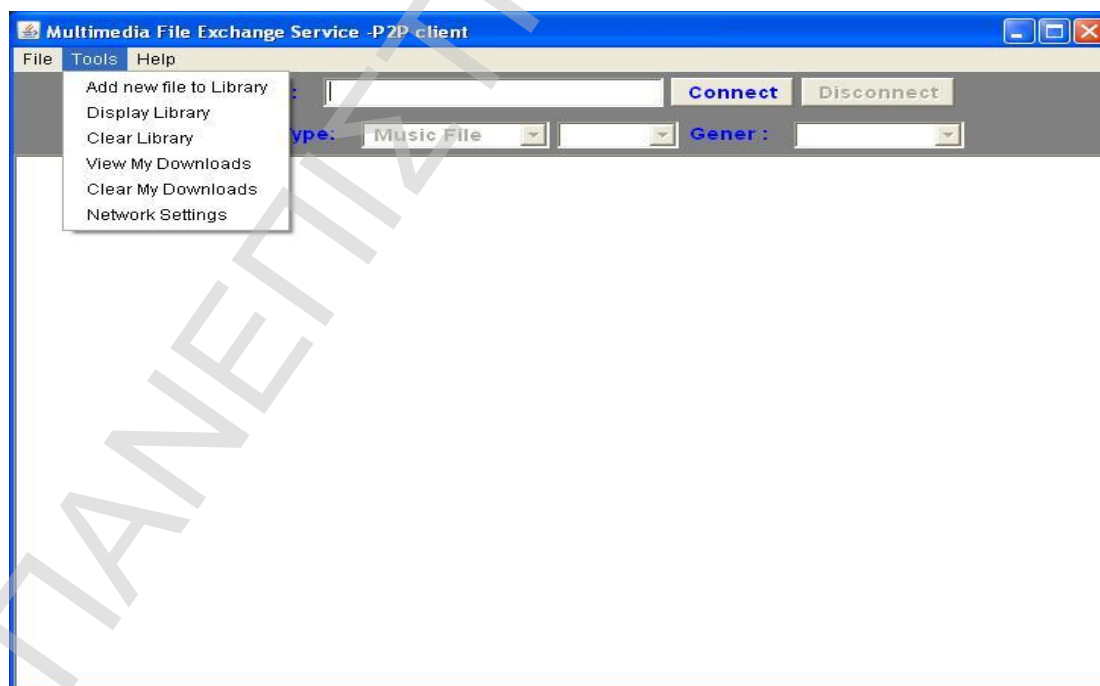 Multimedia File Exchange Service -P2P client
File Tools Help
Add new file to Library
Display Library
Clear Library
View My Downloads
Clear My Downloads
Network Settings
: Connect Disconnect
ype: Music File Gener :
ΠΑΝΕΠΙΣΤ